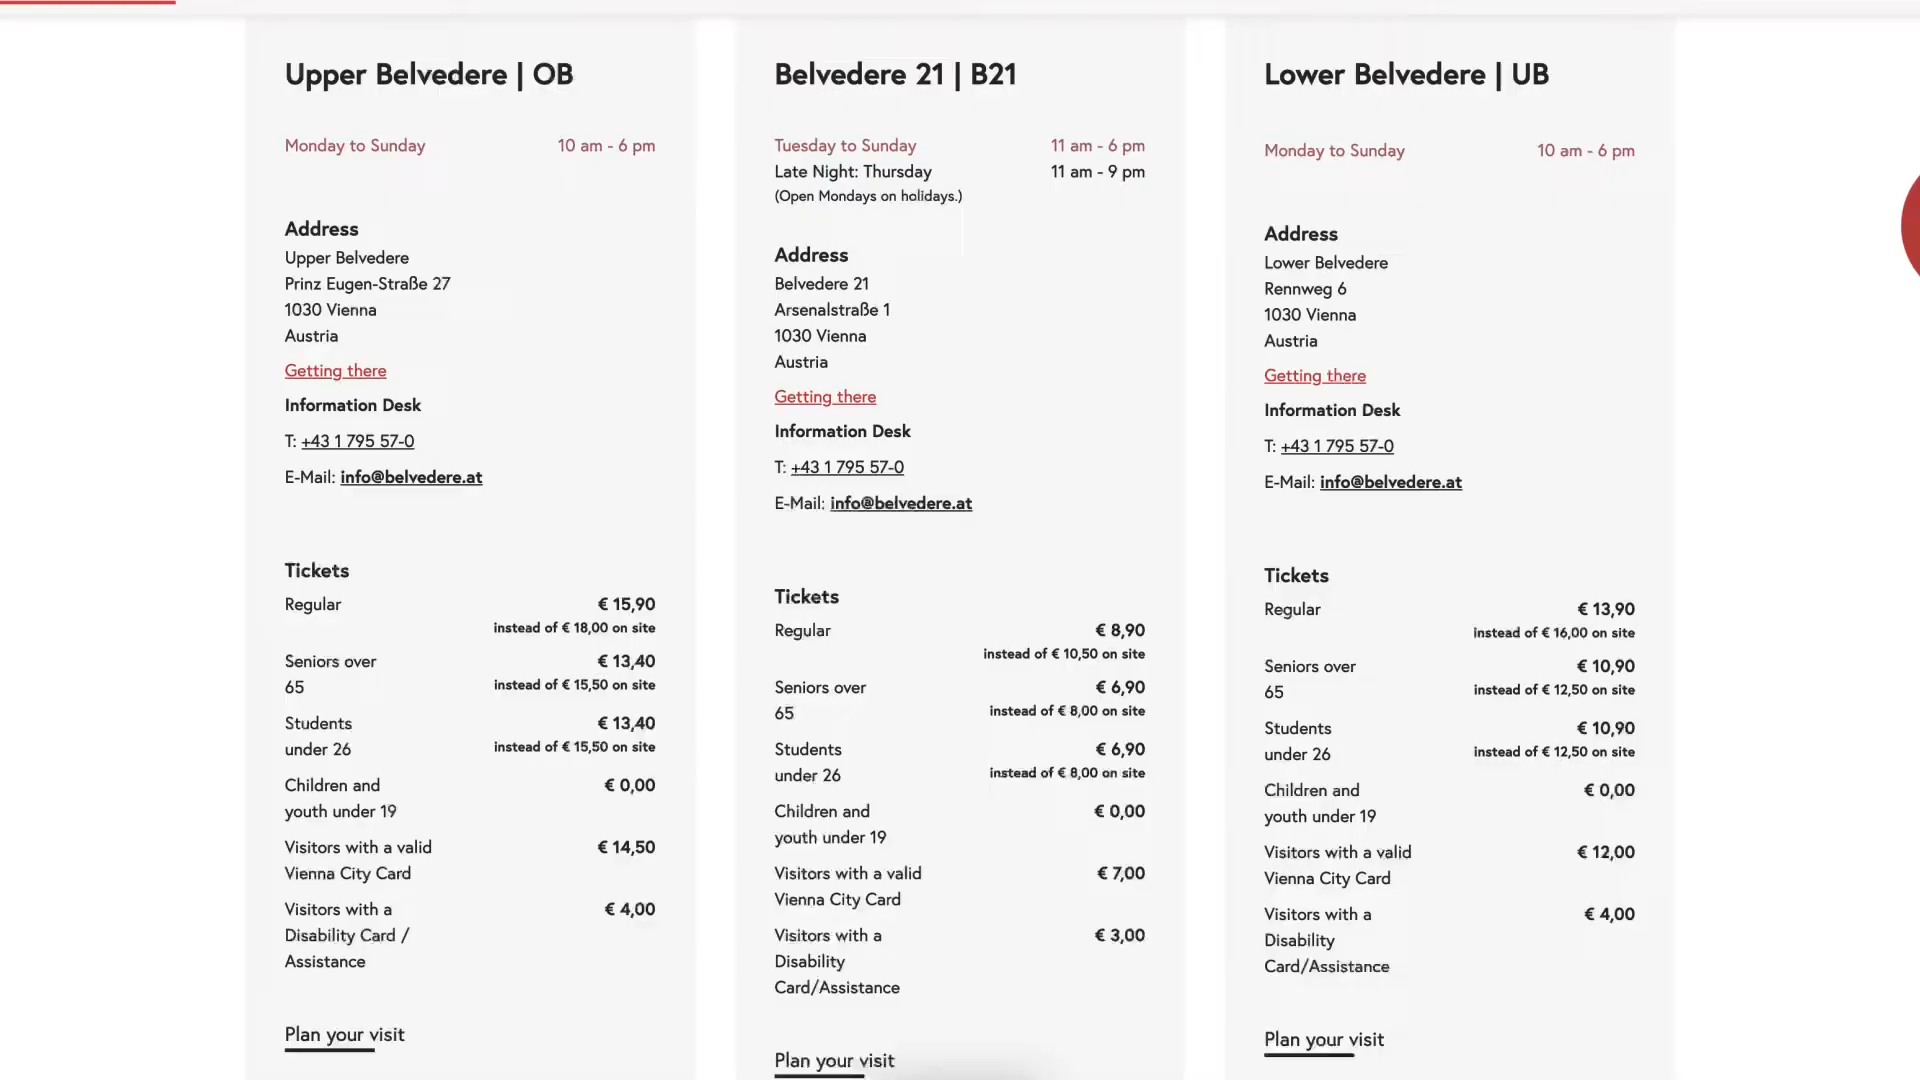 Upper Belvedere | OB
Monday to Sunday 10 am - 6 pm
Address
Upper Belvedere
Prinz Eugen-Straße 27
1030 Vienna
Austria
Getting there
Information Desk
T: +43 1 795 57-0
E-Mail: info@belvedere.at
Tickets
Regular € 15,90
instead of € 18,00 on site
Seniors over € 13,40
65 instead of € 15,50 on site
Students € 13,40
under 26 instead of € 15,50 on site
Children and € 0,00
youth under 19
Visitors with a valid € 14,50
Vienna City Card
Visitors with a € 4,00
Disability Card /
Assistance
Plan your visit
Belvedere 21 | B21
Tuesday to Sunday 11 am - 6 pm
Late Night: Thursday 11 am - 9 pm
(Open Mondays on holidays.)
Address
Belvedere 21
Arsenalstraße 1
1030 Vienna
Austria
Getting there
Information Desk
T: +43 1 795 57-0
E-Mail: info@belvedere.at
Tickets
Regular € 8,90
instead of € 10,50 on site
Seniors over € 6,90
65 instead of € 8,00 on site
Students € 6,90
under 26 instead of € 8,00 on site
Children and € 0,00
youth under 19
Visitors with a valid € 7,00
Vienna City Card
Visitors with a € 3,00
Disability
Card/Assistance
Plan your visit
Lower Belvedere | UB
Monday to Sunday 10 am - 6 pm
Address
Lower Belvedere
Rennweg 6
1030 Vienna
Austria
Getting there
Information Desk
T: +43 1 795 57-0
E-Mail: info@belvedere.at
Tickets
Regular € 13,90
instead of € 16,00 on site
Seniors over € 10,90
65 instead of € 12,50 on site
Students € 10,90
under 26 instead of € 12,50 on site
Children and € 0,00
youth under 19
Visitors with a valid € 12,00
Vienna City Card
Visitors with a € 4,00
Disability
Card/Assistance
Plan your visit